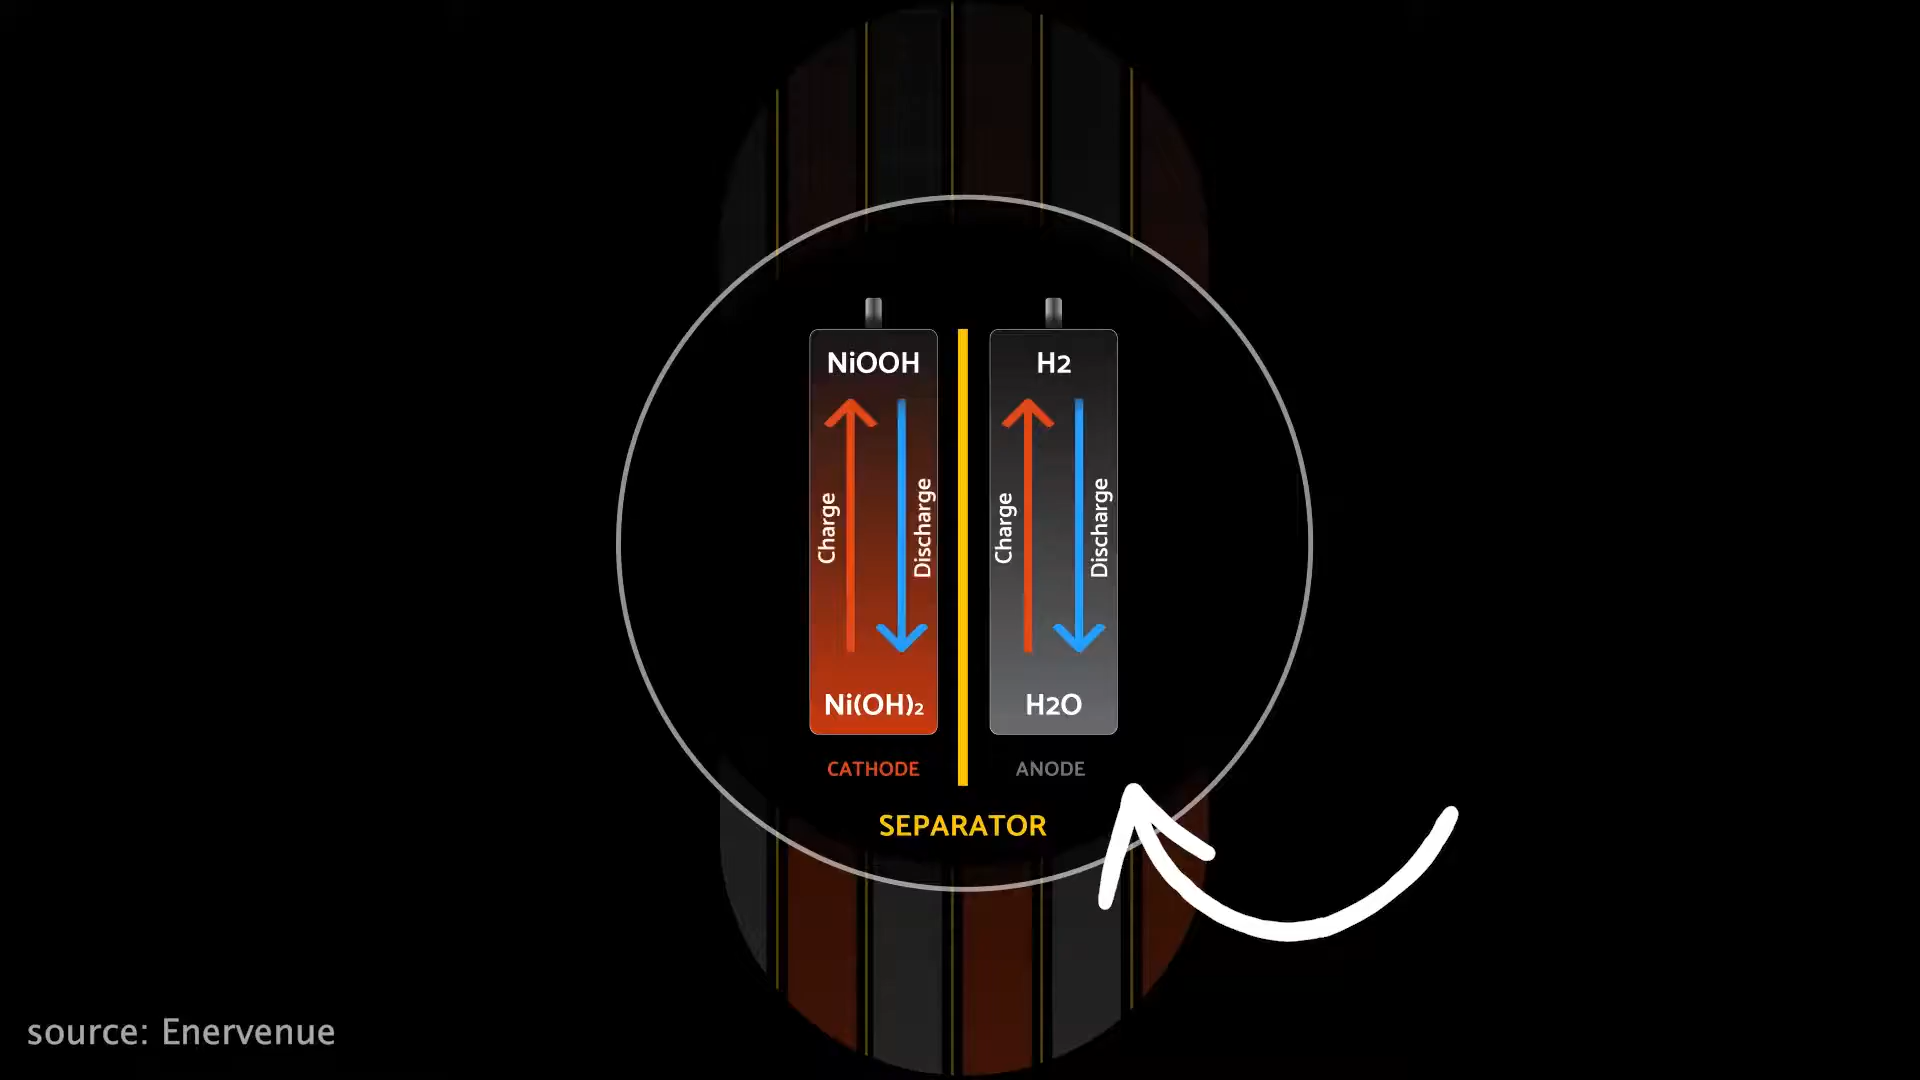 NiOOH
H2
Charge
Discharge
Charge
Discharge
Ni(OH)₂
H2O
CATHODE
ANODE
SEPARATOR
source: Enervenue